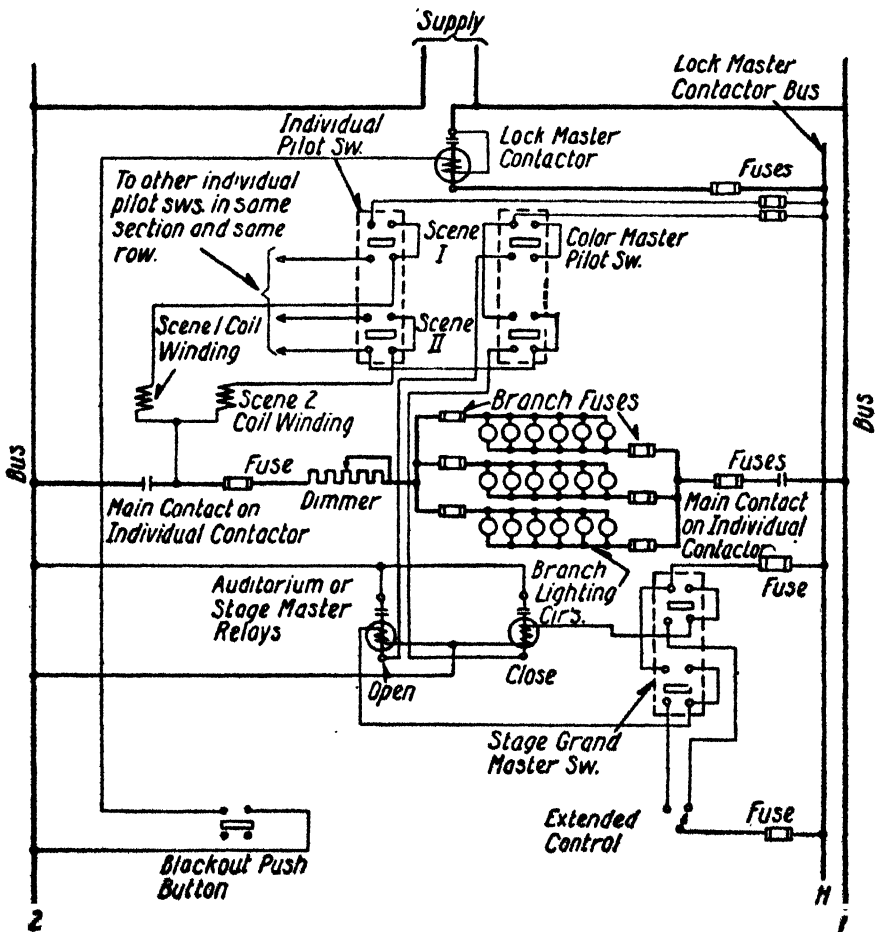 Supply
Lock Master
Contactor Bus
Individual
Pilot Sw.
Lock Master
Contactor
Fuses
To other individual
pilot sws. in same
section and same
row.
Scene
I
Color Master
Pilot Sw.
Scene
II
Scene 1 Coil
Winding
Scene 2
Coil Winding
Branch Fuses
Bus
Bus
Fuse
Dimmer
Fuses
Main Contact on
Individual Contactor
Main Contact
on Individual
Contactor
Fuse
Branch
Lighting
Cir's.
Auditorium or
Stage Master
Relays
Open
Close
Stage Grand
Master Sw.
Extended
Control
Fuse
Blackout Push
Button
2
H
1